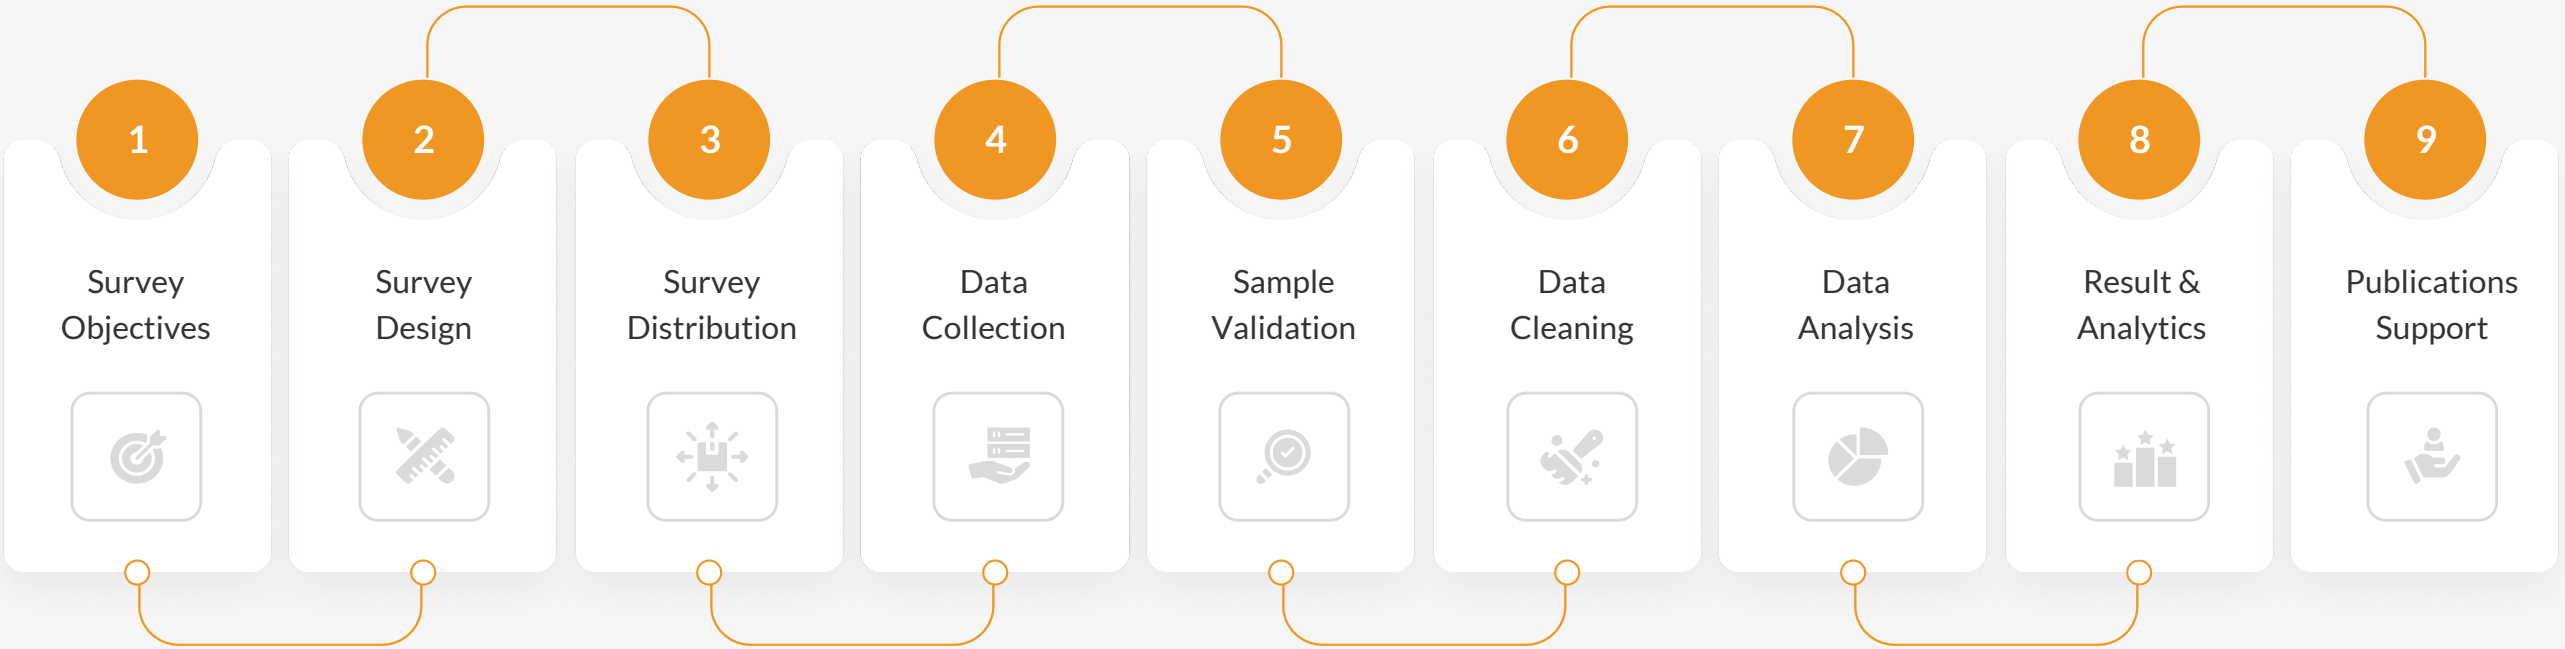 1
Survey
Objectives
2
Survey
Design
3
Survey
Distribution
4
Data
Collection
5
Sample
Validation
6
Data
Cleaning
7
Data
Analysis
8
Result &
Analytics
9
Publications
Support